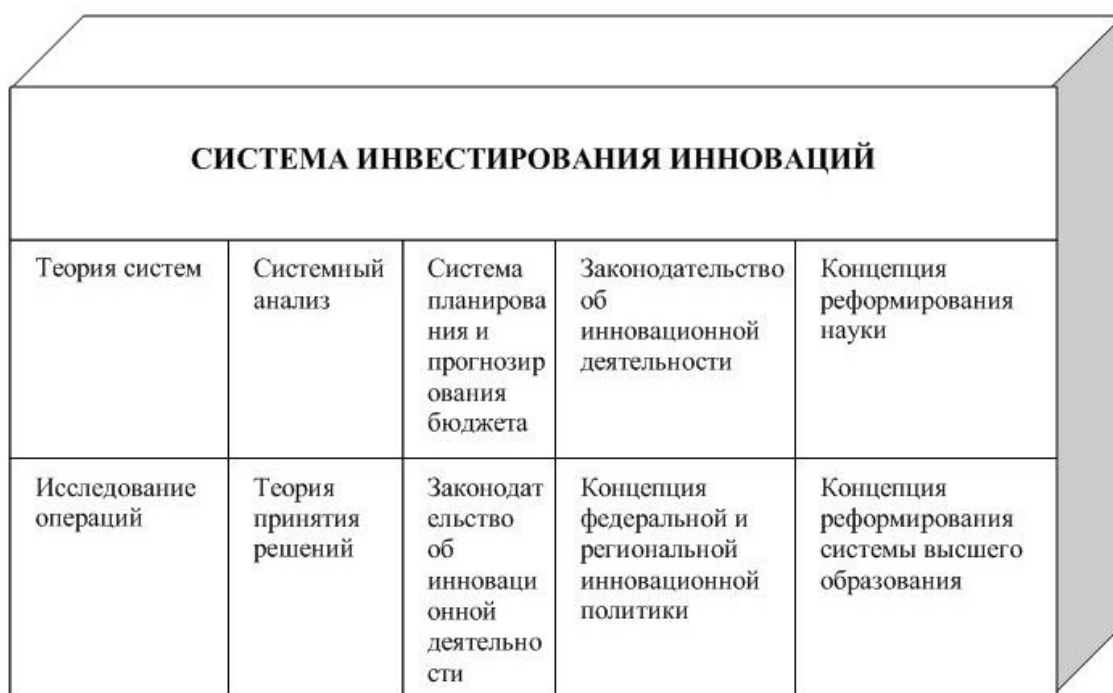 СИСТЕМА ИНВЕСТИРОВАНИЯ ИННОВАЦИЙ
Теория систем
Системный
анализ
Система
планирова
ния и
прогнозир
ования
бюджета
Законодательство
об
инновационной
деятельности
Концепция
реформирования
науки
Исследование
операций
Теория
принятия
решений
Законодат
ельство
об
инноваци
онной
деятельно
сти
Концепция
федеральной и
региональной
инновационной
политики
Концепция
реформирования
системы высшего
образования